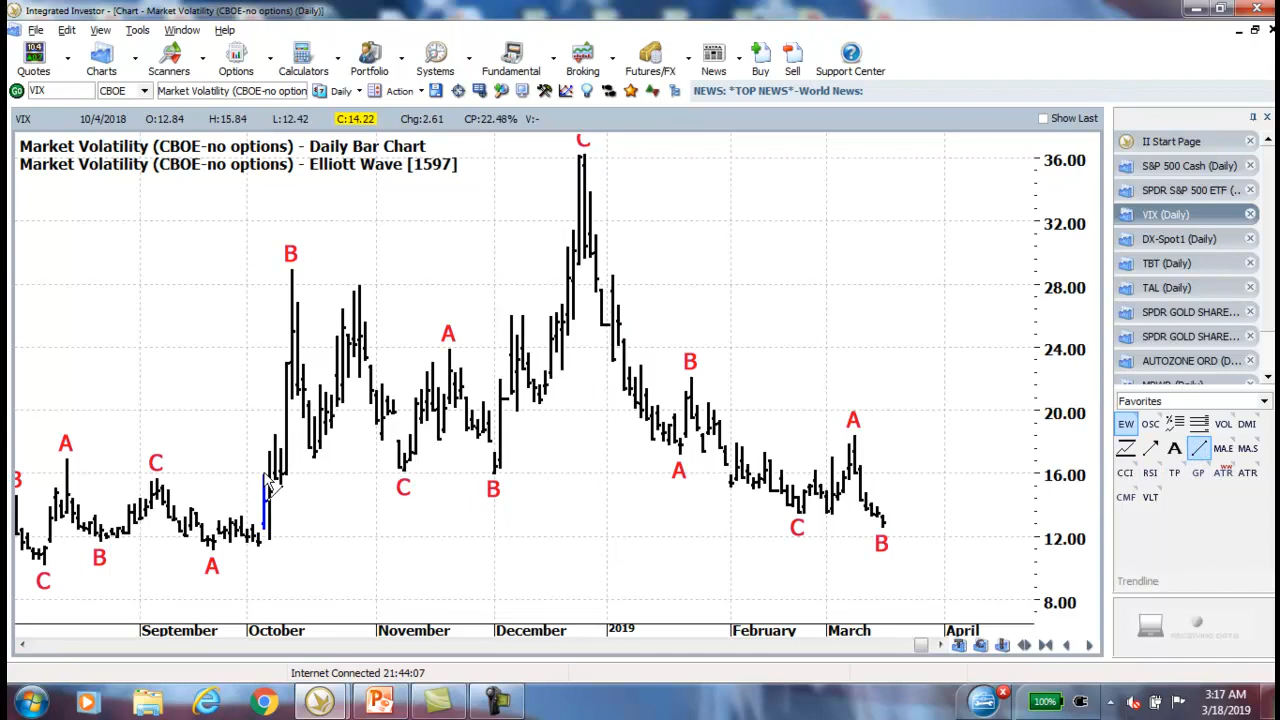 Integrated Investor - [Chart - Market Volatility (CBOE-no options) (Daily)]
File Edit View Tools Window Help
Quotes Charts Scanners Options Calculators Portfolio Systems Fundamental Broking Futures/FX News Buy Sell Support Center
VIX CBOE Market Volatility (CBOE-no option Daily Action NEWS: *TOP NEWS*-World News:
VIX 10/4/2018 O:12.84 H:15.84 L:12.42 C:14.22 Chg:2.61 CP:22.48% V:- Show Last
Market Volatility (CBOE-no options) - Daily Bar Chart
Market Volatility (CBOE-no options) - Elliott Wave [1597]
C
36.00
32.00
B
28.00
A
24.00
B
20.00
A
A
C
B
A
16.00
C
B
C
12.00
B
B
A
C
8.00
September October November December 2019 February March April
II Start Page
S&P 500 Cash (Daily)
SPDR S&P 500 ETF (..
VIX (Daily)
DX-Spot1 (Daily)
TBT (Daily)
TAL (Daily)
SPDR GOLD SHARE...
SPDR GOLD SHARE...
AUTOZONE ORD (D...
Favorites
EW OSC VOL DMI
A MA.E MA.S
CCI RSI TP GP ATR ATR
CMF VLT
Trendline
Internet Connected 21:44:07
100%
3:17 AM
3/18/2019